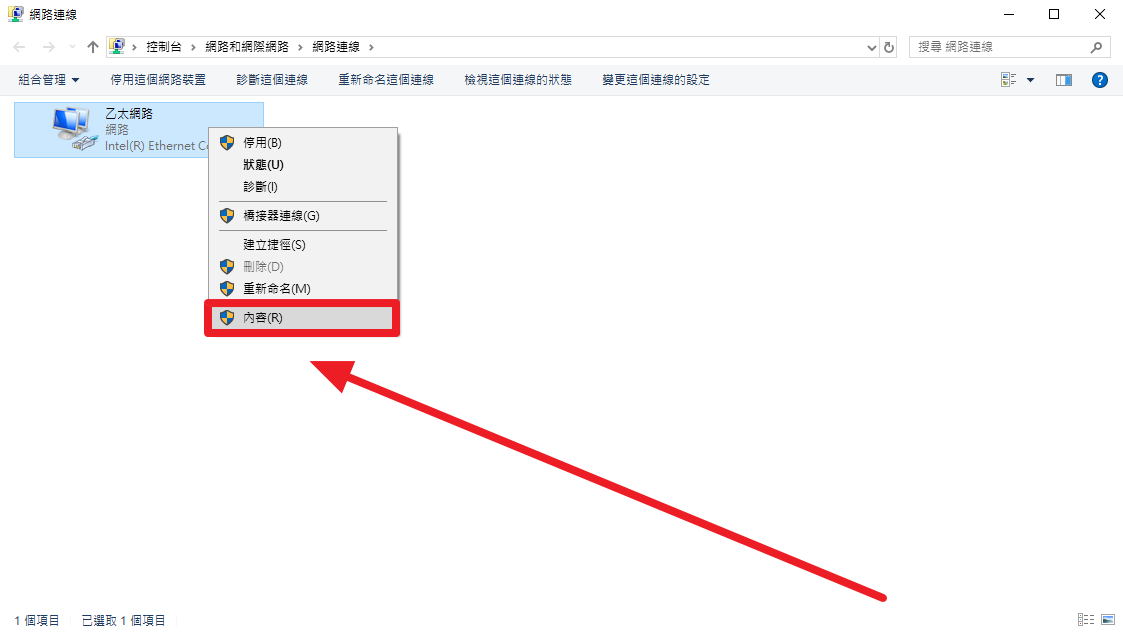 網路連線
控制台 網路和網際網路 網路連線
搜尋 網路連線
組合管理 停用這個網路裝置 診斷這個連線 重新命名這個連線 檢視這個連線的狀態 變更這個連線的設定
乙太網路
網路
Intel(R) Ethernet
停用(B)
狀態(U)
診斷(I)
橋接器連線(G)
建立捷徑(S)
刪除(D)
重新命名(M)
內容(R)
1 個項目 已選取 1 個項目